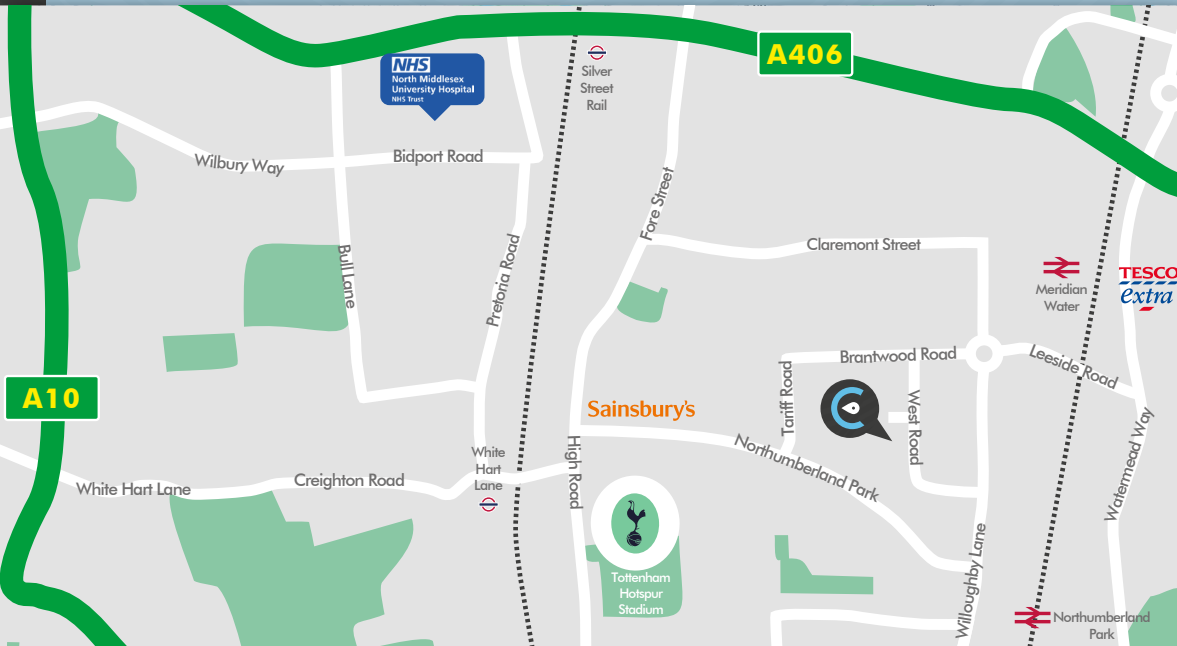 A406
NHS
North Middlesex
University Hospital
NHS Trust
Silver
Street
Rail
Wilbury Way
Bidport Road
Fore Street
Claremont Street
Bull Lane
Pretoria Road
Meridian
Water
TESCO
extra
A10
Brantwood Road
Leeside Road
Sainsbury's
Tariff Road
West Road
Watermead Way
Northumberland Park
High Road
White
Hart
Lane
White Hart Lane
Creighton Road
Willoughby Lane
Tottenham
Hotspur
Stadium
Northumberland
Park